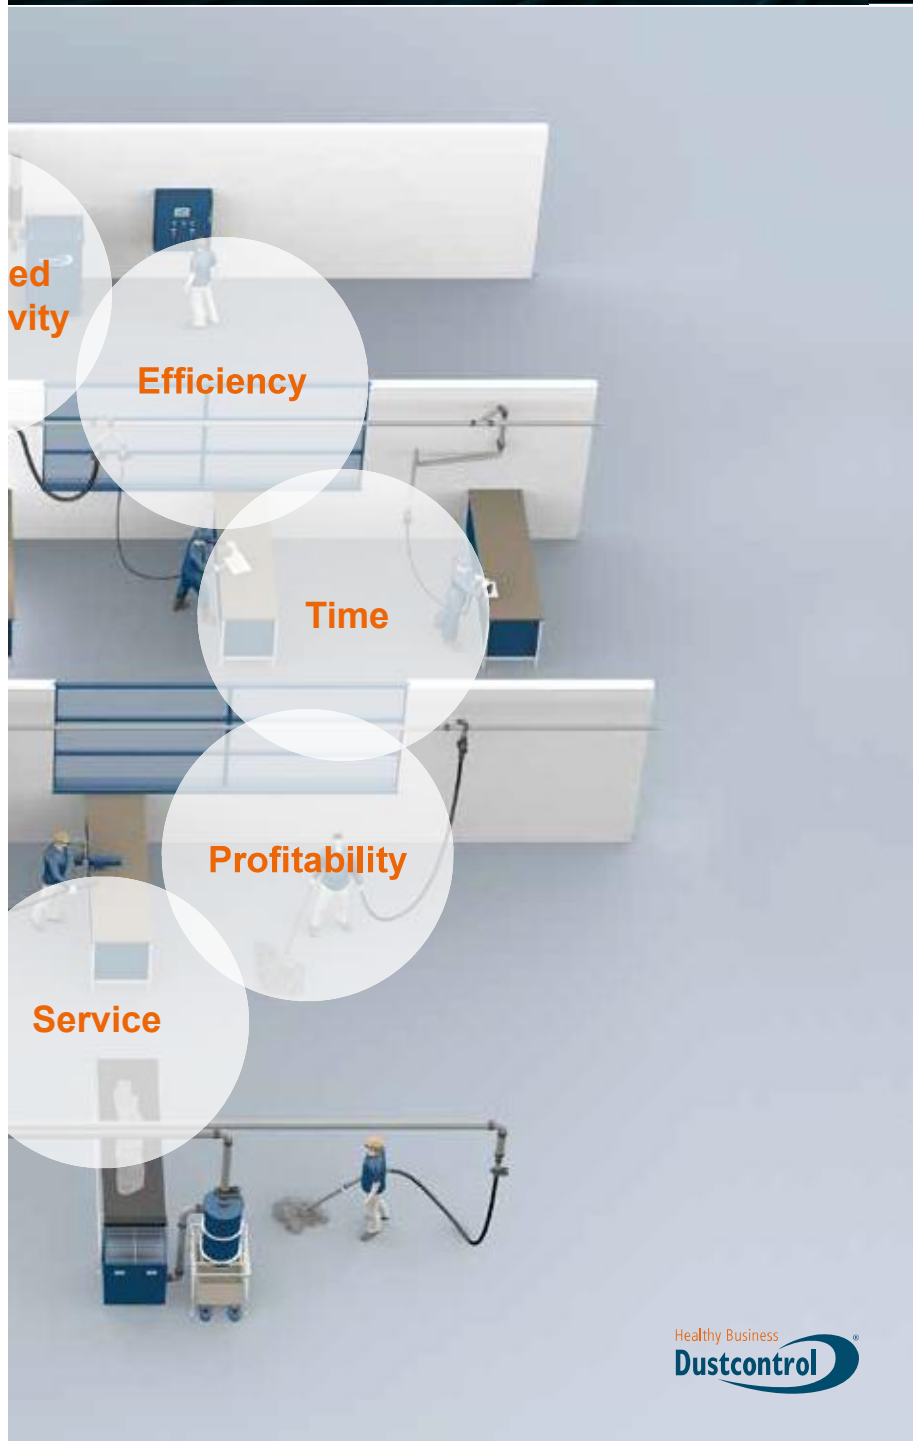 ed
vity
Efficiency
Time
Profitability
Service
Healthy Business
Dustcontrol®